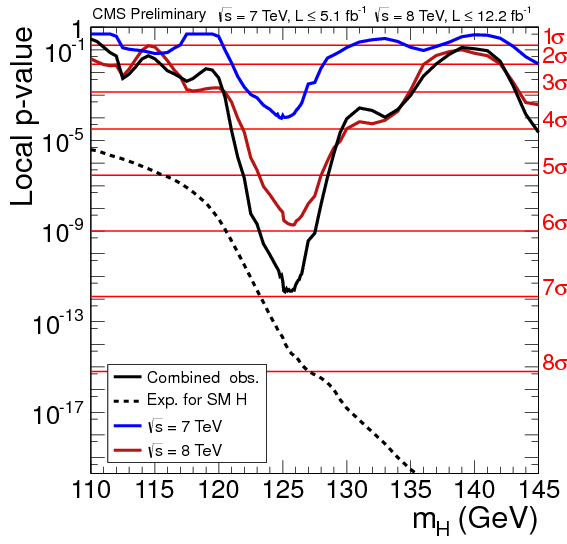 CMS Preliminary √s = 7 TeV, L ≤ 5.1 fb⁻¹ √s = 8 TeV, L ≤ 12.2 fb⁻¹
Local p-value
1
10⁻¹
10⁻⁵
10⁻⁹
10⁻¹³
10⁻¹⁷
1σ
2σ
3σ
4σ
5σ
6σ
7σ
8σ
Combined obs.
Exp. for SM H
√s = 7 TeV
√s = 8 TeV
110 115 120 125 130 135 140 145
m_H (GeV)